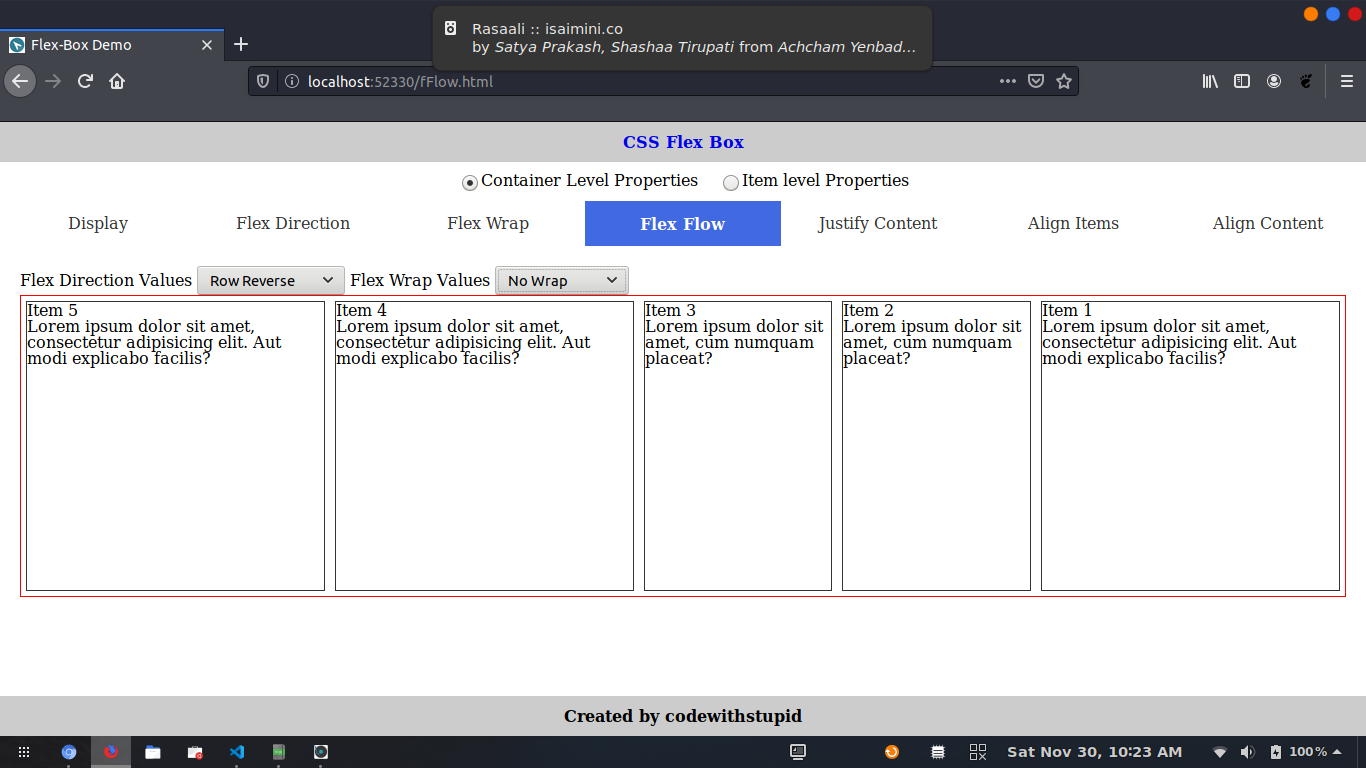 Flex-Box Demo
Rasaali :: isaimini.co
by Satya Prakash, Shashaa Tirupati from Achcham Yenbad...
localhost:52330/fFlow.html
CSS Flex Box
Container Level Properties Item level Properties
Display Flex Direction Flex Wrap Flex Flow Justify Content Align Items Align Content
Flex Direction Values Row Reverse Flex Wrap Values No Wrap
Item 5
Lorem ipsum dolor sit amet,
consectetur adipisicing elit. Aut
modi explicabo facilis?
Item 4
Lorem ipsum dolor sit amet,
consectetur adipisicing elit. Aut
modi explicabo facilis?
Item 3
Lorem ipsum dolor sit
amet, cum numquam
placeat?
Item 2
Lorem ipsum dolor sit
amet, cum numquam
placeat?
Item 1
Lorem ipsum dolor sit amet,
consectetur adipisicing elit. Aut
modi explicabo facilis?
Created by codewithstupid
Sat Nov 30, 10:23 AM 100%